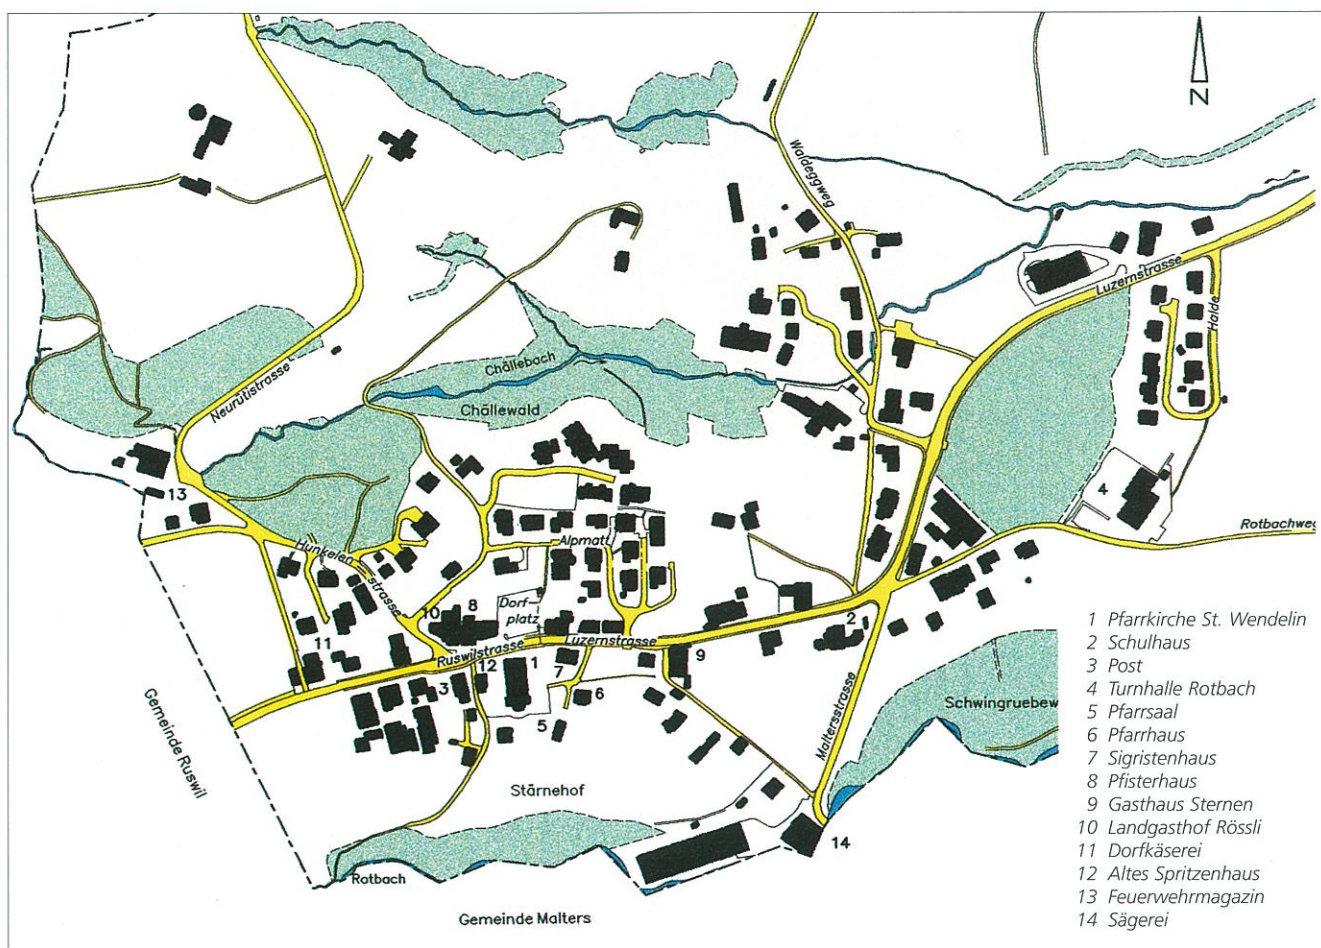 N
Waldeggweg
Luzernstrasse
Halde
Neurütistrasse
Chällebach
Chällewald
13
4
Rotbachweg
Hunkelen
strasse
Alpmatt
10
8
Dorf-
platz
11
Ruswilstrasse
Luzernstrasse
2
12
1
7
9
3
6
5
Maltersstrasse
Schwingruebew
Gemeinde Ruswil
Stärnehof
14
Rotbach
Gemeinde Malters
1 Pfarrkirche St. Wendelin
2 Schulhaus
3 Post
4 Turnhalle Rotbach
5 Pfarrsaal
6 Pfarrhaus
7 Sigristenhaus
8 Pfisterhaus
9 Gasthaus Sternen
10 Landgasthof Rössli
11 Dorfkäserei
12 Altes Spritzenhaus
13 Feuerwehrmagazin
14 Sägerei